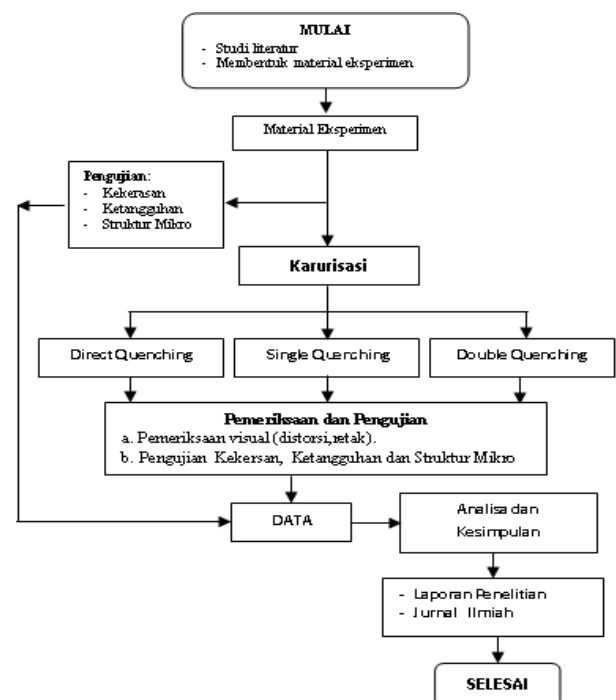 MULAI
- Studi literatur
- Membentuk material eksperimen
Material Eksperimen
Pengujian:
- Kekerasan
- Ketangguhan
- Struktur Mikro
Karurisasi
Direct Quenching
Single Quenching
Double Quenching
Pemeriksaan dan Pengujian
a. Pemeriksaan visual (distorsi,retak).
b. Pengujian Kekersan, Ketangguhan dan Struktur Mikro
DATA
Analisa dan
Kesimpulan
- Laporan Penelitian
- Jurnal Ilmiah
SELESAI